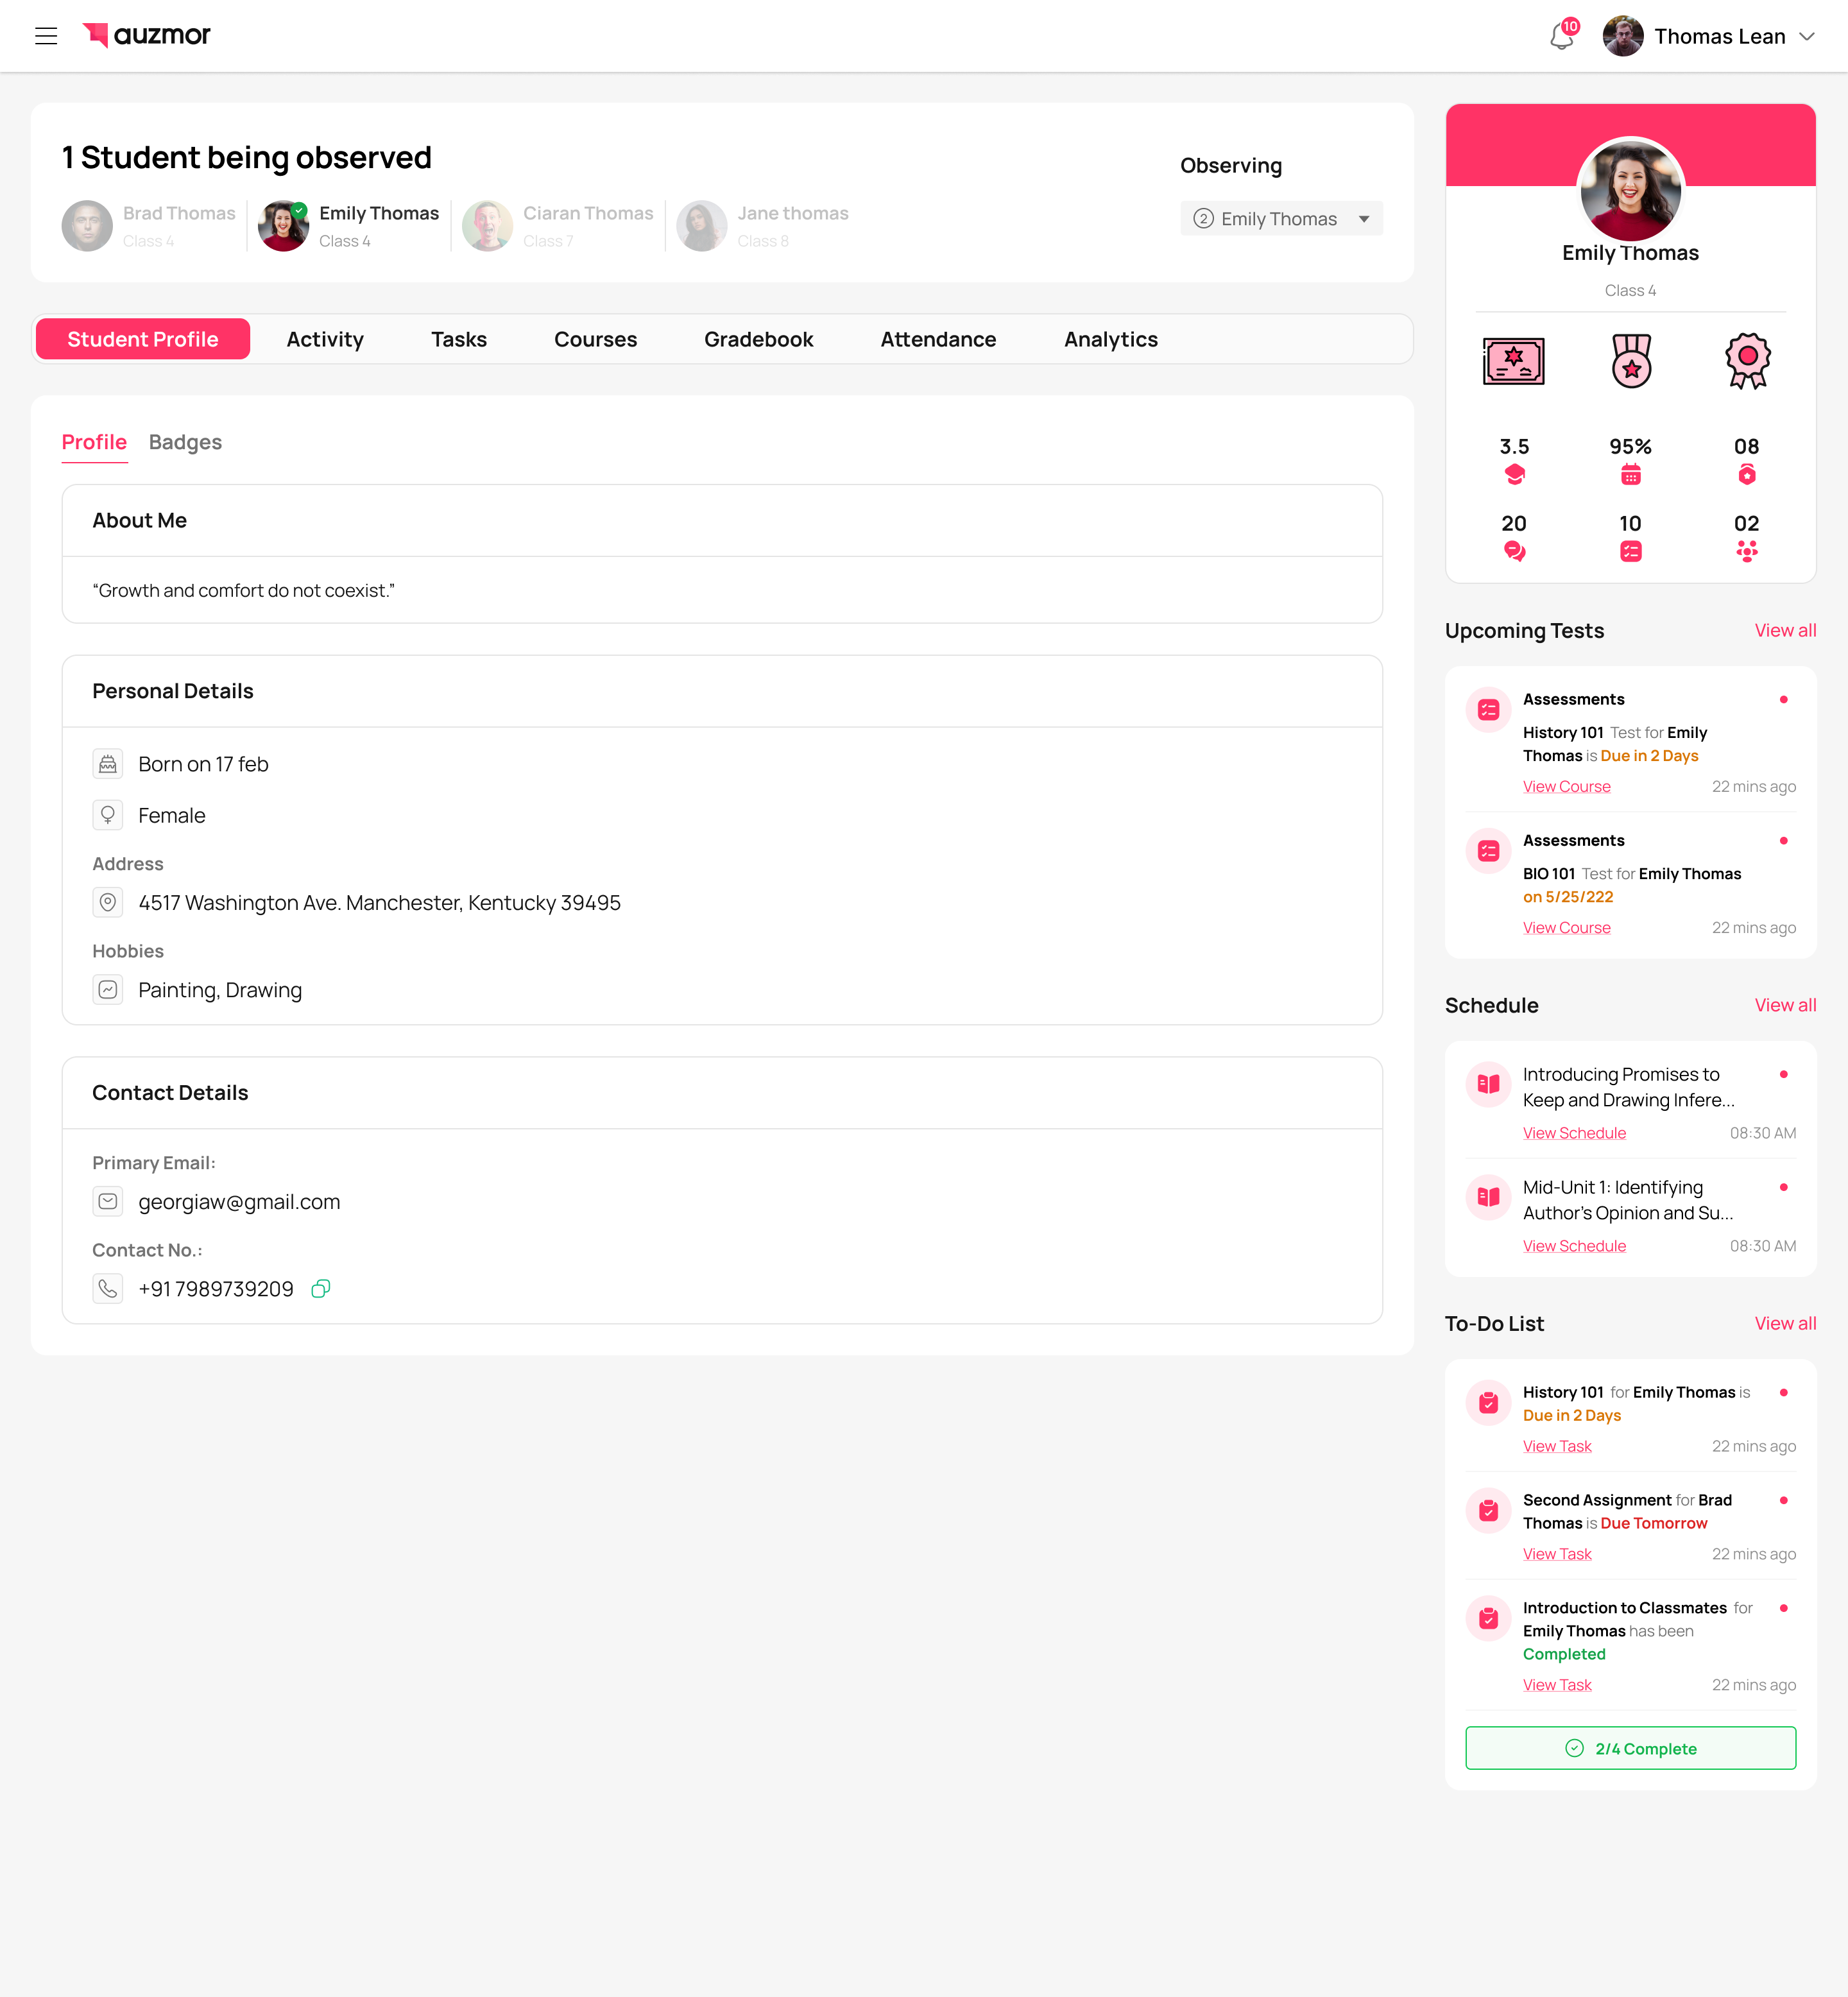 auzmor
10
Thomas Lean
1 Student being observed
Brad Thomas
Class 4
Emily Thomas
Class 4
Ciaran Thomas
Class 7
Jane thomas
Class 8
Observing
2 Emily Thomas
Student Profile
Activity
Tasks
Courses
Gradebook
Attendance
Analytics
Profile
Badges
About Me
“Growth and comfort do not coexist.”
Personal Details
Born on 17 feb
Female
Address
4517 Washington Ave. Manchester, Kentucky 39495
Hobbies
Painting, Drawing
Contact Details
Primary Email:
georgiaw@gmail.com
Contact No.:
+91 7989739209
Emily Thomas
Class 4
3.5
95%
08
20
10
02
Upcoming Tests
View all
Assessments
History 101 Test for Emily
Thomas is Due in 2 Days
View Course
22 mins ago
Assessments
BIO 101 Test for Emily Thomas
on 5/25/222
View Course
22 mins ago
Schedule
View all
Introducing Promises to
Keep and Drawing Infere...
View Schedule
08:30 AM
Mid-Unit 1: Identifying
Author’s Opinion and Su...
View Schedule
08:30 AM
To-Do List
View all
History 101 for Emily Thomas is
Due in 2 Days
View Task
22 mins ago
Second Assignment for Brad
Thomas is Due Tomorrow
View Task
22 mins ago
Introduction to Classmates for
Emily Thomas has been
Completed
View Task
22 mins ago
2/4 Complete